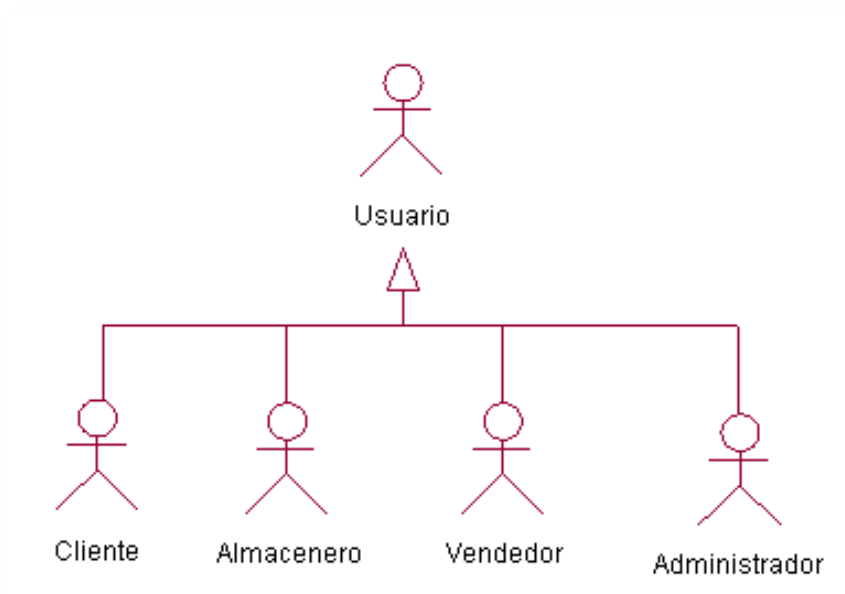 Usuario
Cliente
Almacenero
Vendedor
Administrador